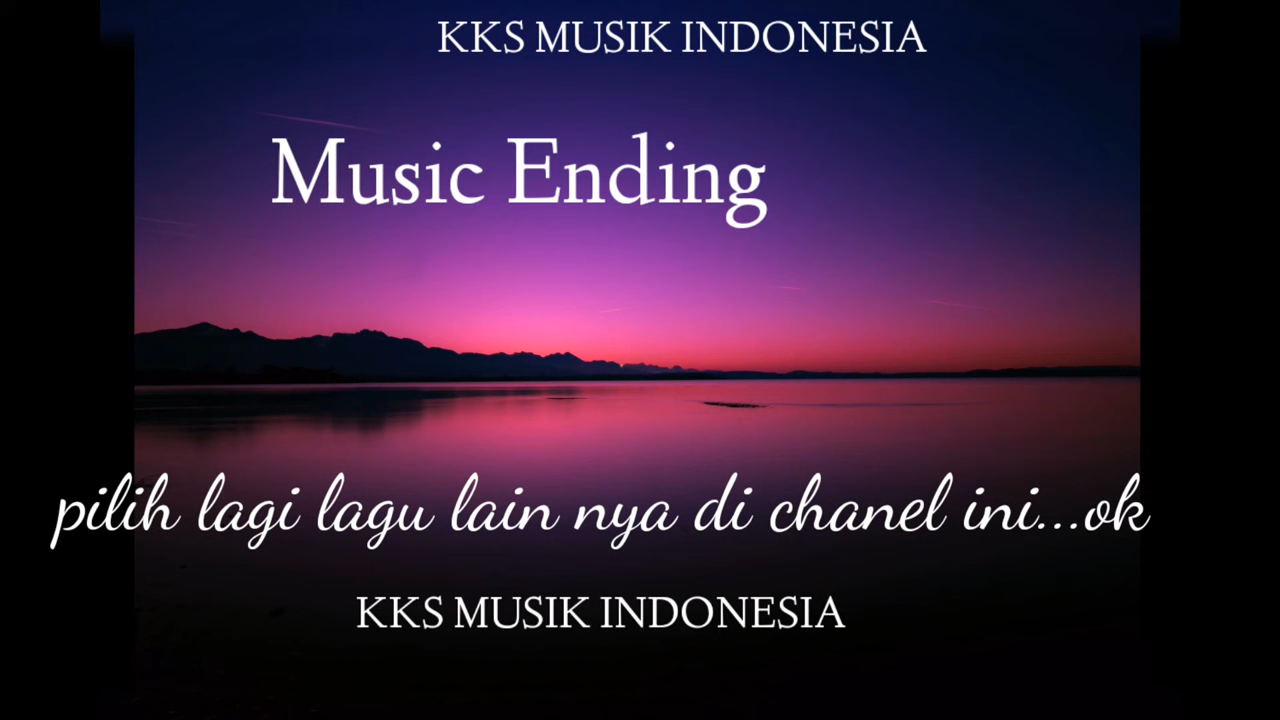 KKS MUSIK INDONESIA
Music Ending
pilih lagi lagu lain nya di chanel ini...ok
KKS MUSIK INDONESIA